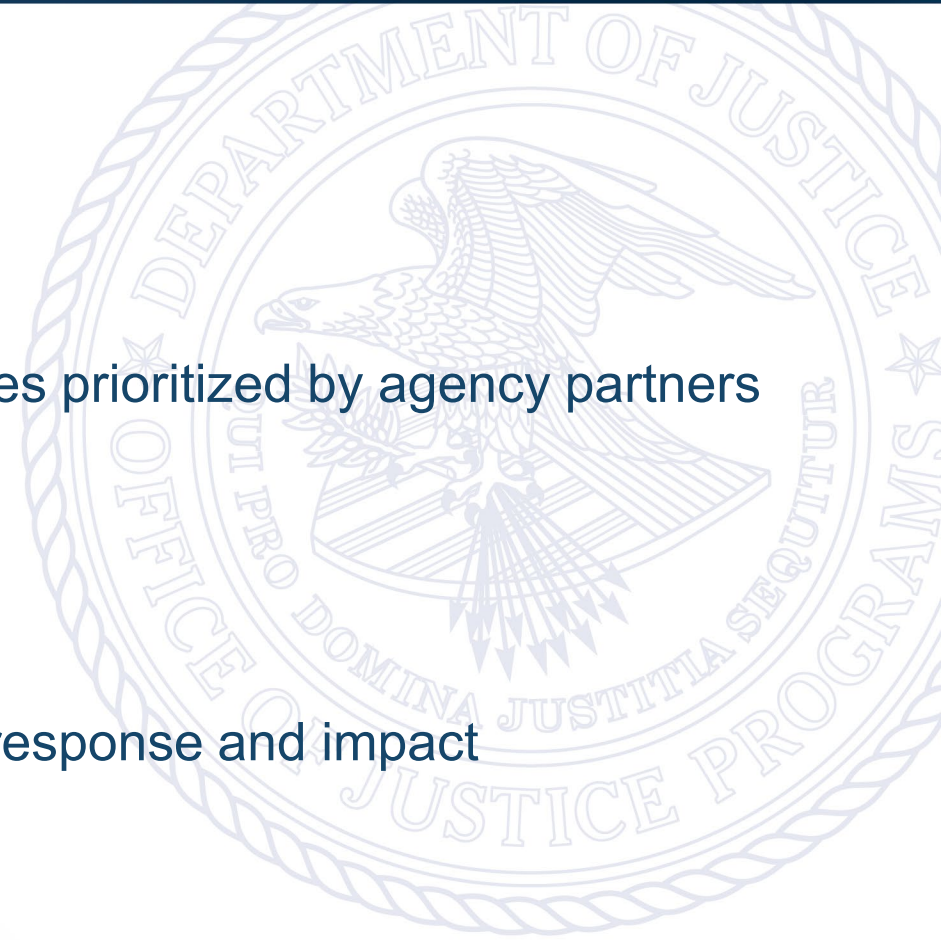 DEPARTMENT OF JUSTICE
es prioritized by agency partners
QUI PRO DOMINA JUSTITIA SEQUITUR
response and impact
OFFICE OF JUSTICE PROGRAMS